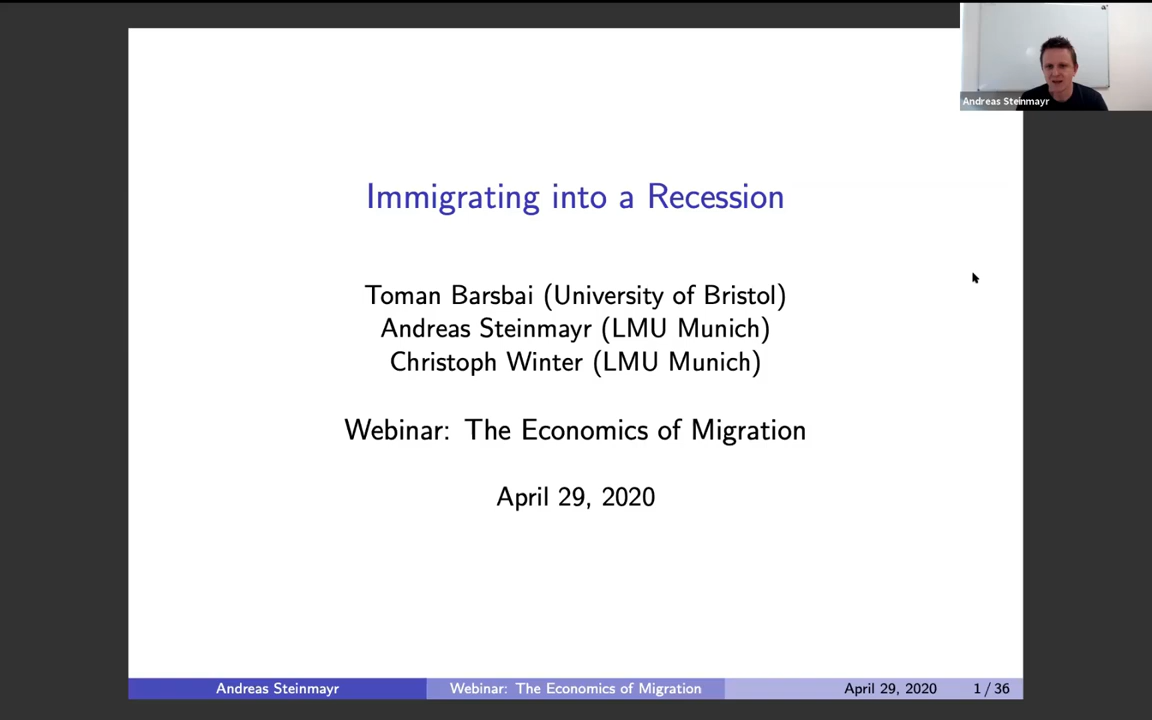 Andreas Steinmayr
Immigrating into a Recession
Toman Barsbai (University of Bristol)
Andreas Steinmayr (LMU Munich)
Christoph Winter (LMU Munich)
Webinar: The Economics of Migration
April 29, 2020
Andreas Steinmayr Webinar: The Economics of Migration April 29, 2020 1 / 36